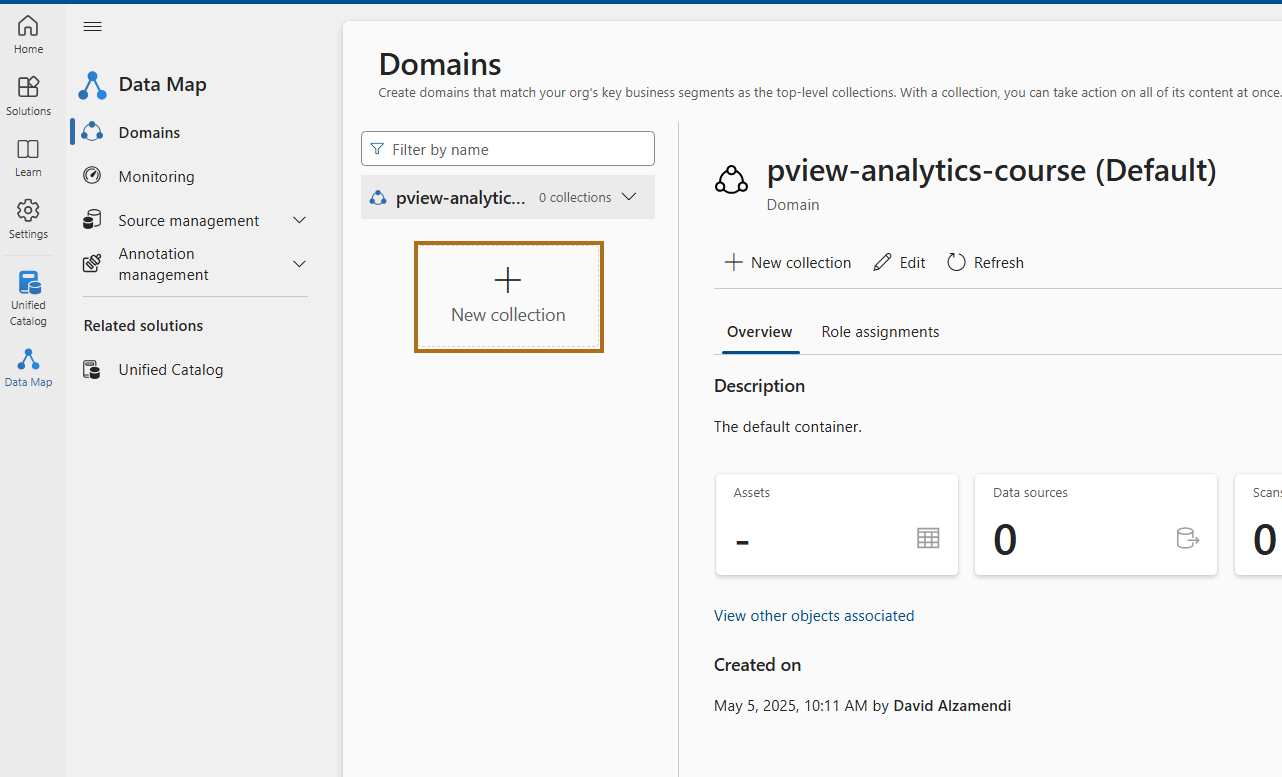 Home
Solutions
Learn
Settings
Unified
Catalog
Data Map
Data Map
Domains
Monitoring
Source management
Annotation
management
Related solutions
Unified Catalog
Domains
Create domains that match your org's key business segments as the top-level collections. With a collection, you can take action on all of its content at once.
Filter by name
pview-analytic... 0 collections
New collection
pview-analytics-course (Default)
Domain
New collection Edit Refresh
Overview Role assignments
Description
The default container.
Assets
-
Data sources
0
Scans
0
View other objects associated
Created on
May 5, 2025, 10:11 AM by David Alzamendi